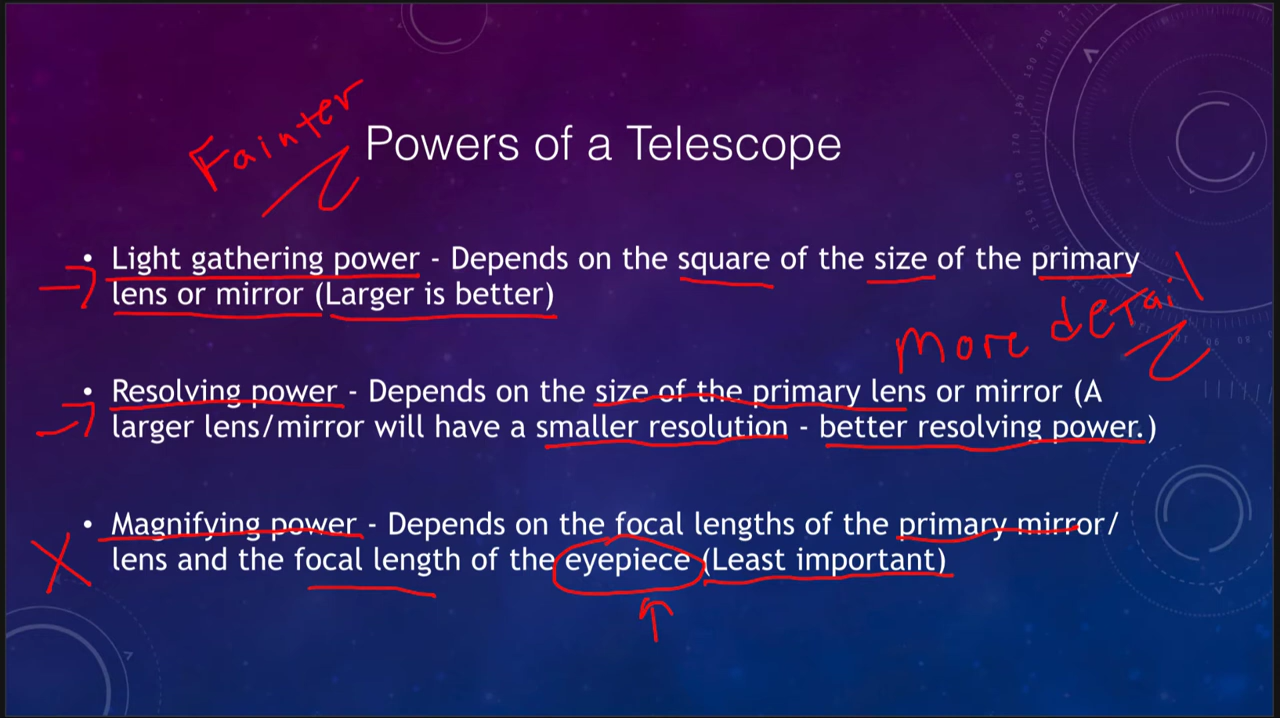 Fainter
Powers of a Telescope
• Light gathering power - Depends on the square of the size of the primary
lens or mirror (Larger is better)
More detail
• Resolving power - Depends on the size of the primary lens or mirror (A
larger lens/mirror will have a smaller resolution - better resolving power.)
• Magnifying power - Depends on the focal lengths of the primary mirror/
lens and the focal length of the eyepiece (Least important)